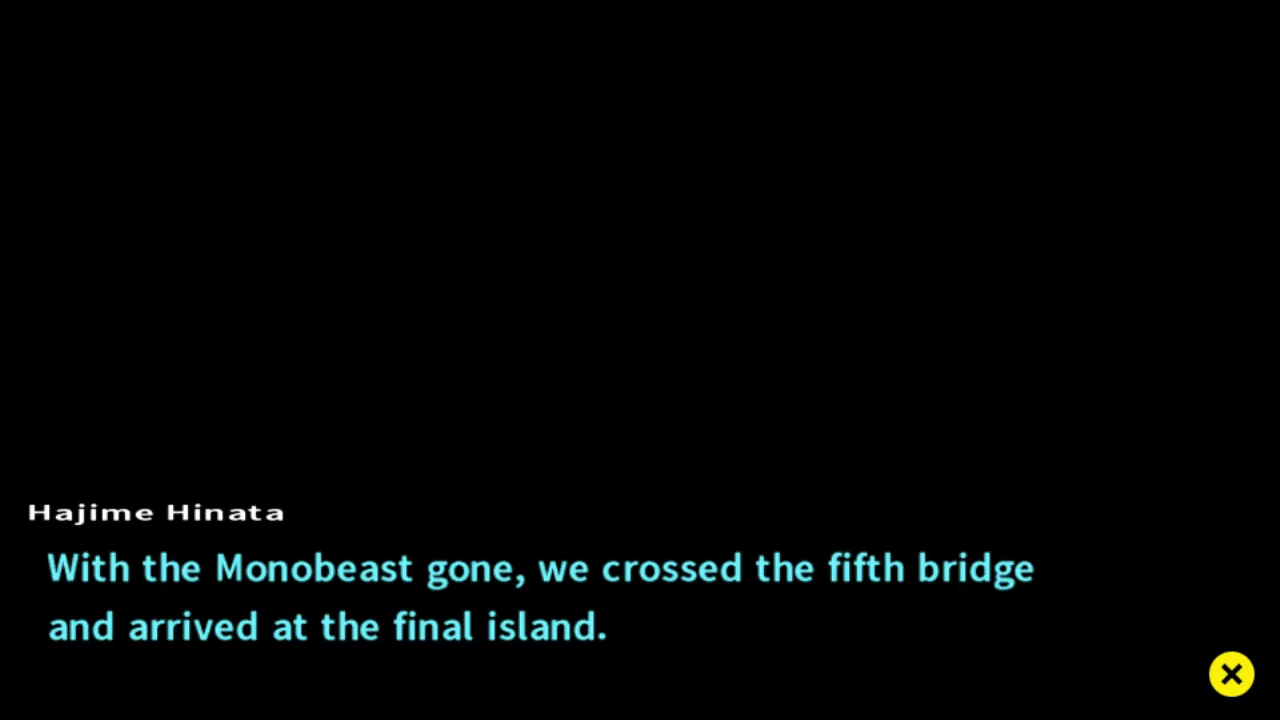 Hajime Hinata
With the Monobeast gone, we crossed the fifth bridge
and arrived at the final island.